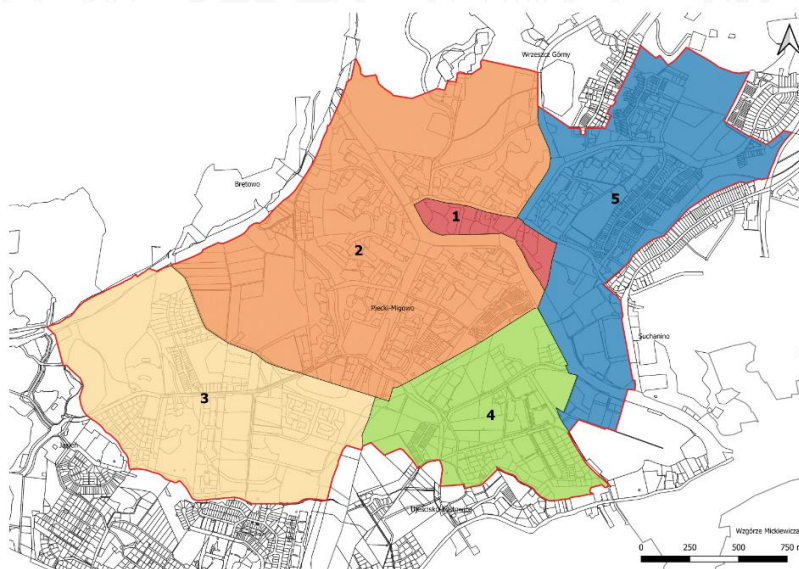 Wrzeszcz Górny
Brętowo
1
5
2
Piecki-Migowo
Suchanino
3
4
Jasień
Wzgórze Mickiewicza
0 250 500 750 m